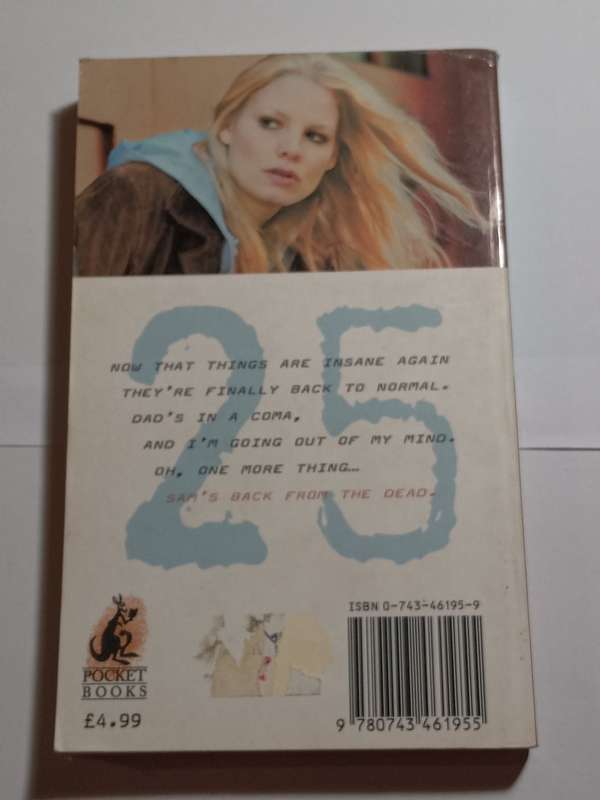 25
NOW THAT THINGS ARE INSANE AGAIN
THEY'RE FINALLY BACK TO NORMAL.
DAD'S IN A COMA,
AND I'M GOING OUT OF MY MIND.
OH, ONE MORE THING...
SAM'S BACK FROM THE DEAD.
POCKET
BOOKS
£4.99
ISBN 0-743-46195-9
9 780743 461955